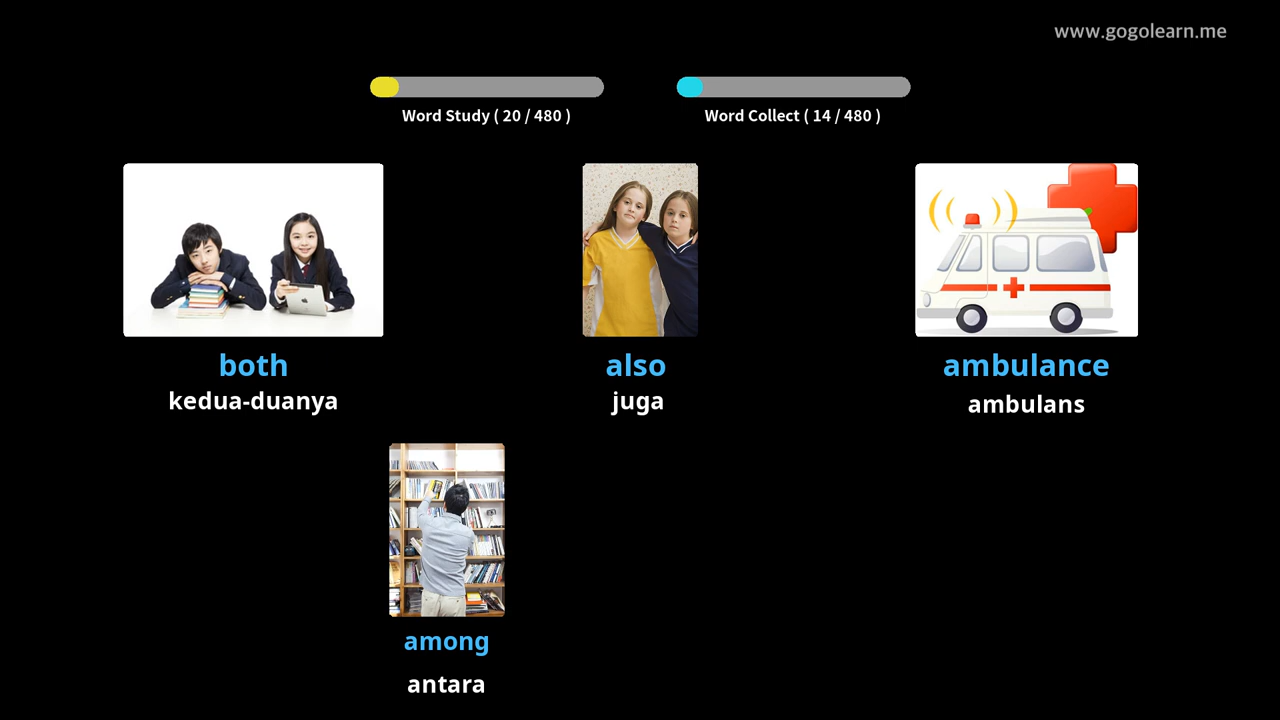 www.gogolearn.me
Word Study ( 20 / 480 )
Word Collect ( 14 / 480 )
both
kedua-duanya
also
juga
ambulance
ambulans
among
antara